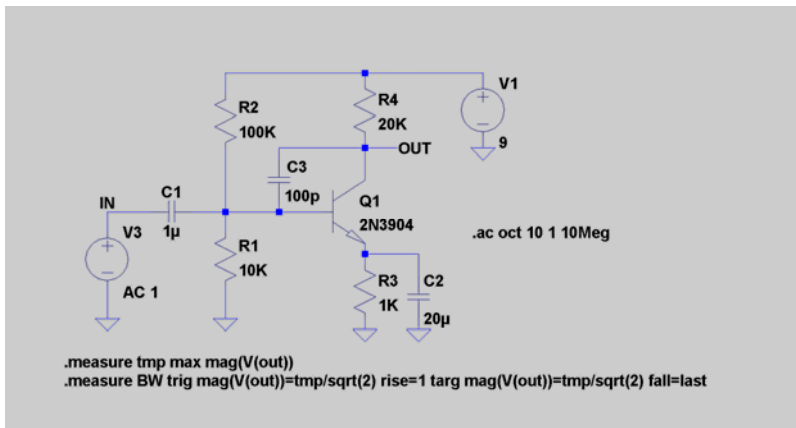 V1
R2
R4
100K
20K
9
OUT
C3
100p
C1
IN
Q1
1µ
2N3904
V3
.ac oct 10 1 10Meg
R1
10K
R3
C2
AC 1
1K
20µ
.measure tmp max mag(V(out))
.measure BW trig mag(V(out))=tmp/sqrt(2) rise=1 targ mag(V(out))=tmp/sqrt(2) fall=last